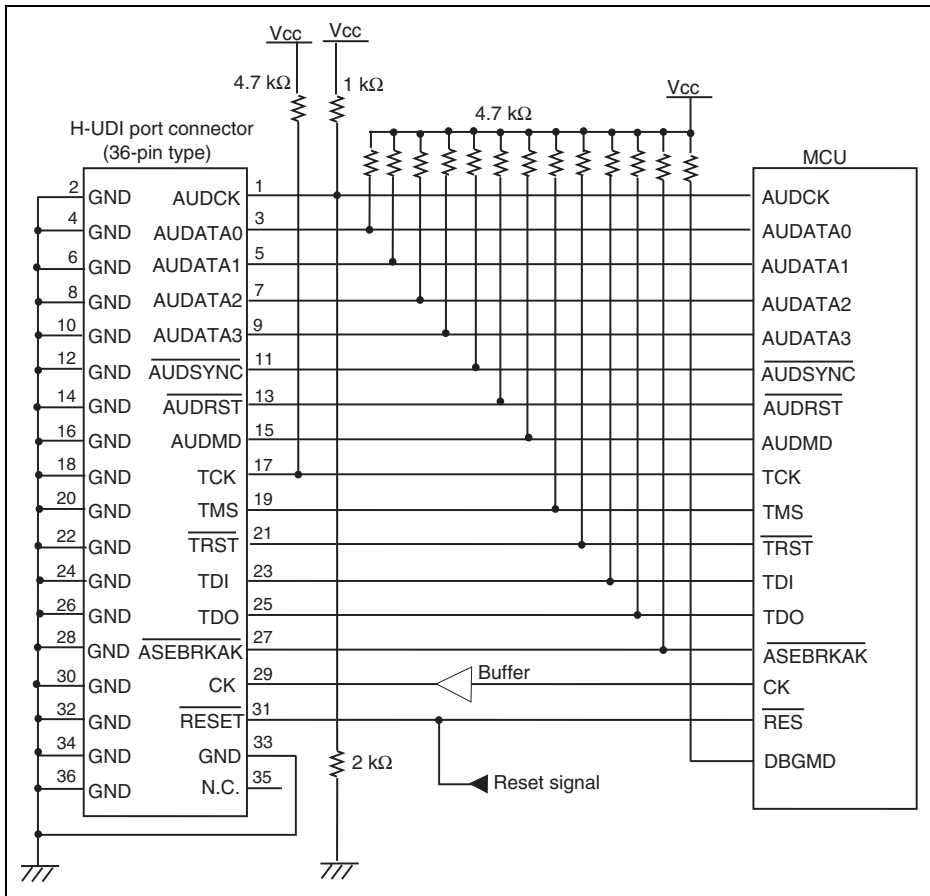 Vcc
Vcc
4.7 kΩ
1 kΩ
Vcc
4.7 kΩ
H-UDI port connector
(36-pin type)
MCU
2 GND AUDCK 1 AUDCK
4 GND AUDATA0 3 AUDATA0
6 GND AUDATA1 5 AUDATA1
8 GND AUDATA2 7 AUDATA2
10 GND AUDATA3 9 AUDATA3
12 GND AUDSYNC 11 AUDSYNC
14 GND AUDRST 13 AUDRST
16 GND AUDMD 15 AUDMD
18 GND TCK 17 TCK
20 GND TMS 19 TMS
22 GND TRST 21 TRST
24 GND TDI 23 TDI
26 GND TDO 25 TDO
28 GND ASEBRKAK 27 ASEBRKAK
30 GND CK 29 Buffer CK
32 GND RESET 31 RES
34 GND GND 33 2 kΩ DBGMD
36 GND N.C. 35 Reset signal